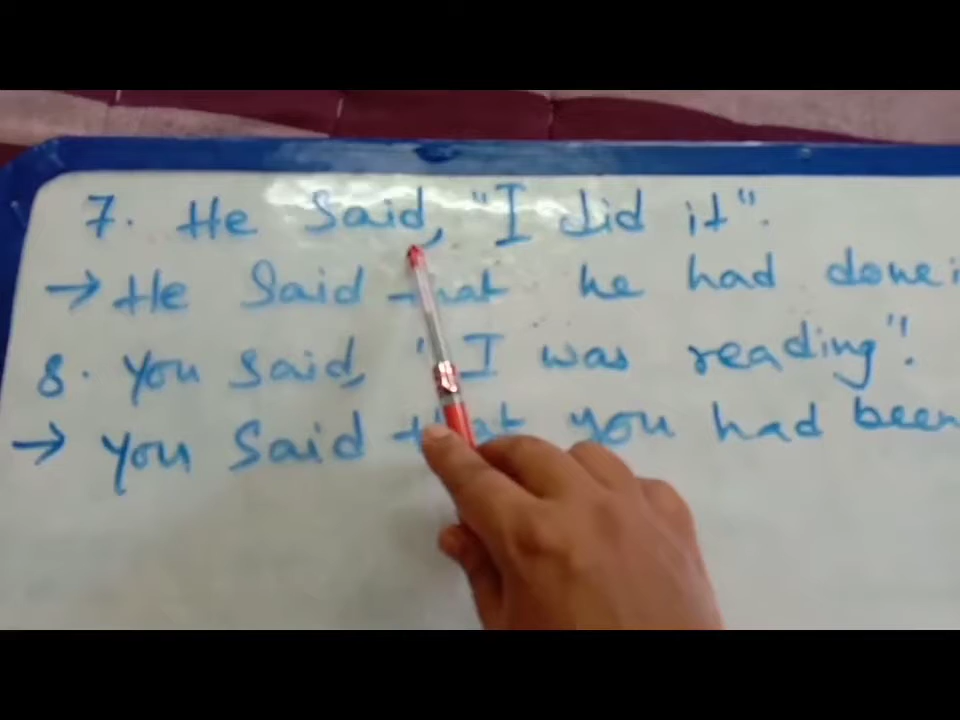 7. He Said, "I did it".
→ He Said that he had done i
8. You said, "I was reading".
→ You Said that you had been